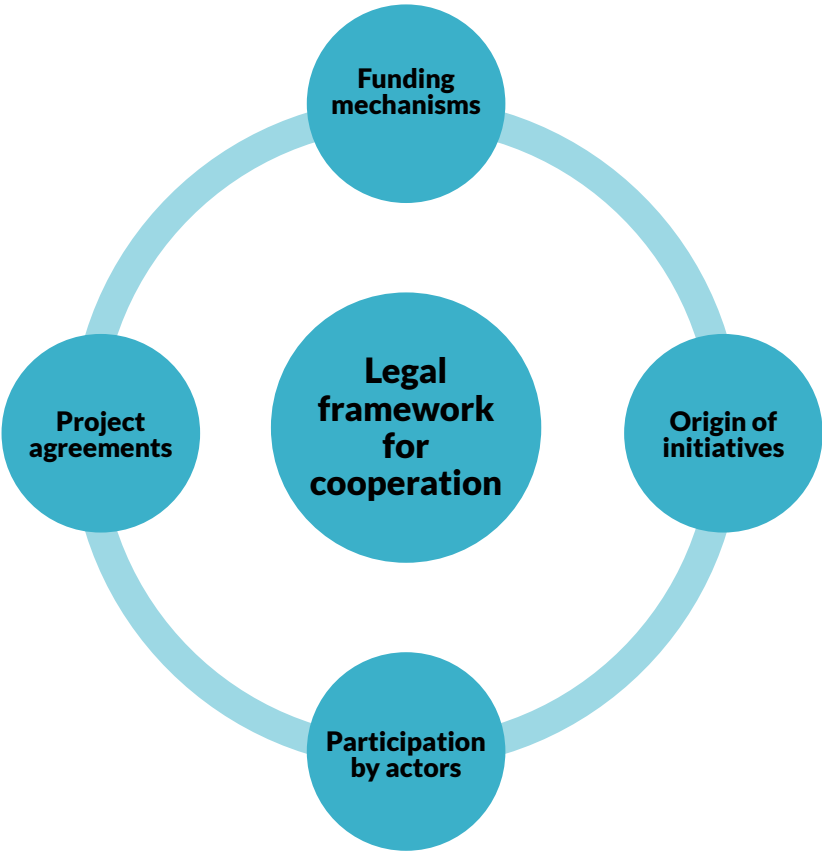 Funding
mechanisms
Legal
framework
for
cooperation
Project
agreements
Origin of
initiatives
Participation
by actors